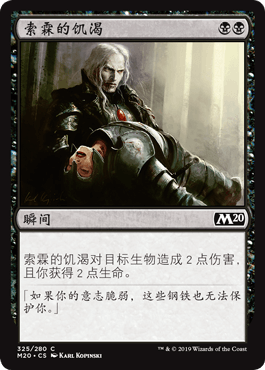 索霖的饥渴
瞬间
M20
索霖的饥渴对目标生物造成2点伤害,
且你获得2点生命。
「如果你的意志脆弱，这些钢铁也无法保
护你。」
325/280 C
M20 • CS KARL KOPINSKI
™ & © 2019 Wizards of the Coast